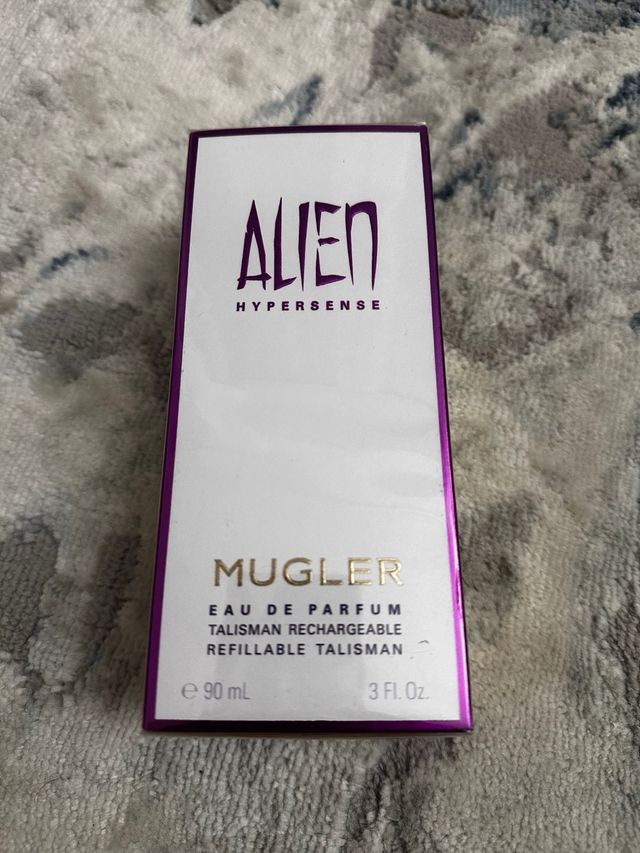 ALIEN
HYPERSENSE
MUGLER
EAU DE PARFUM
TALISMAN RECHARGEABLE
REFILLABLE TALISMAN
℮ 90 mL 3 Fl. Oz.